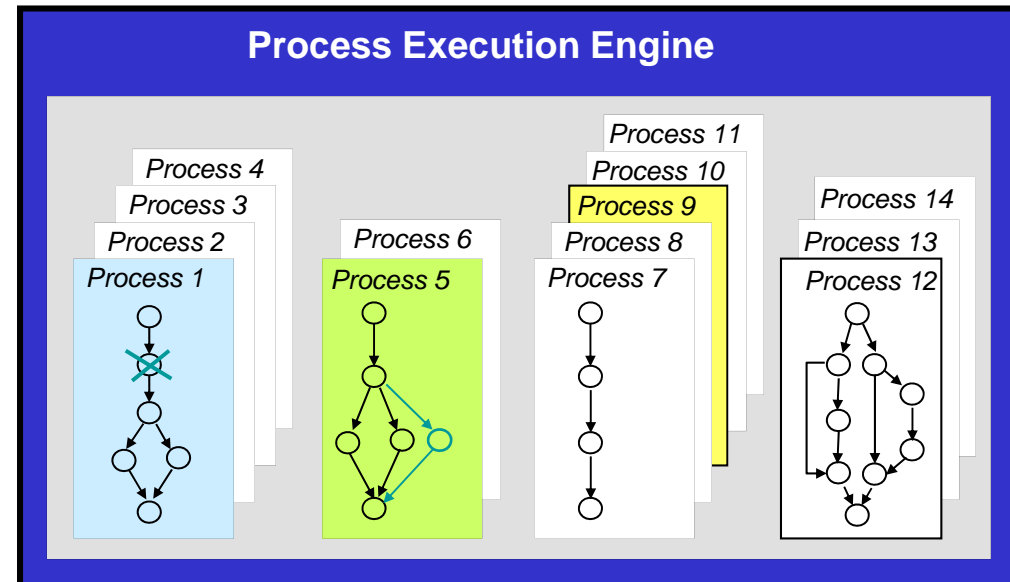 Process Execution Engine
Process 4
Process 3
Process 2
Process 1
Process 6
Process 5
Process 11
Process 10
Process 9
Process 8
Process 7
Process 14
Process 13
Process 12